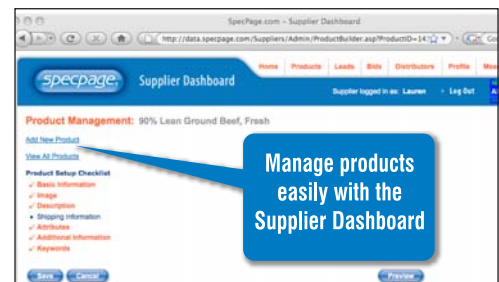 SpecPage.com - Supplier Dashboard
http://data.specpage.com/Suppliers/Admin/ProductBuilder.asp?ProductID=143
specpage
Supplier Dashboard
Home Products Leads Bids Distributors Profile
Supplier logged in as: Lauren
Log Out
Product Management: 90% Lean Ground Beef, Fresh
Add New Product
View All Products
Product Setup Checklist
✓ Basic Information
✓ Image
✓ Description
• Shipping Information
✓ Attributes
✓ Additional Information
✓ Keywords
Manage products
easily with the
Supplier Dashboard
Save Cancel Preview